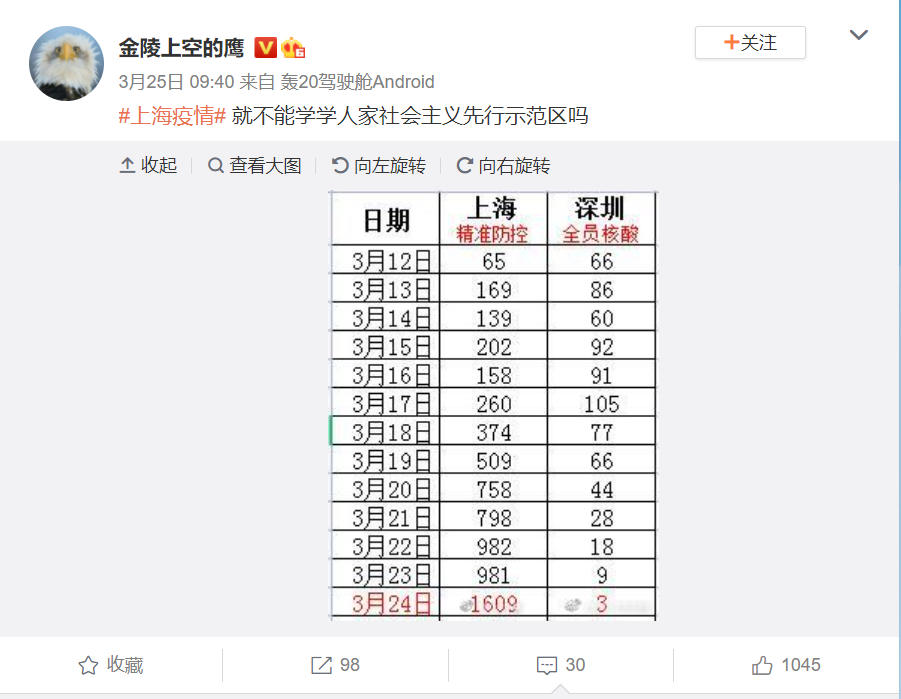 金陵上空的鹰
+关注
3月25日 09:40 来自 轰20驾驶舱Android
#上海疫情# 就不能学学人家社会主义先行示范区吗
收起 查看大图 向左旋转 向右旋转
日期 上海 深圳
精准防控 全员核酸
3月12日 65 66
3月13日 169 86
3月14日 139 60
3月15日 202 92
3月16日 158 91
3月17日 260 105
3月18日 374 77
3月19日 509 66
3月20日 758 44
3月21日 798 28
3月22日 982 18
3月23日 981 9
3月24日 1609 3
收藏 98 30 1045